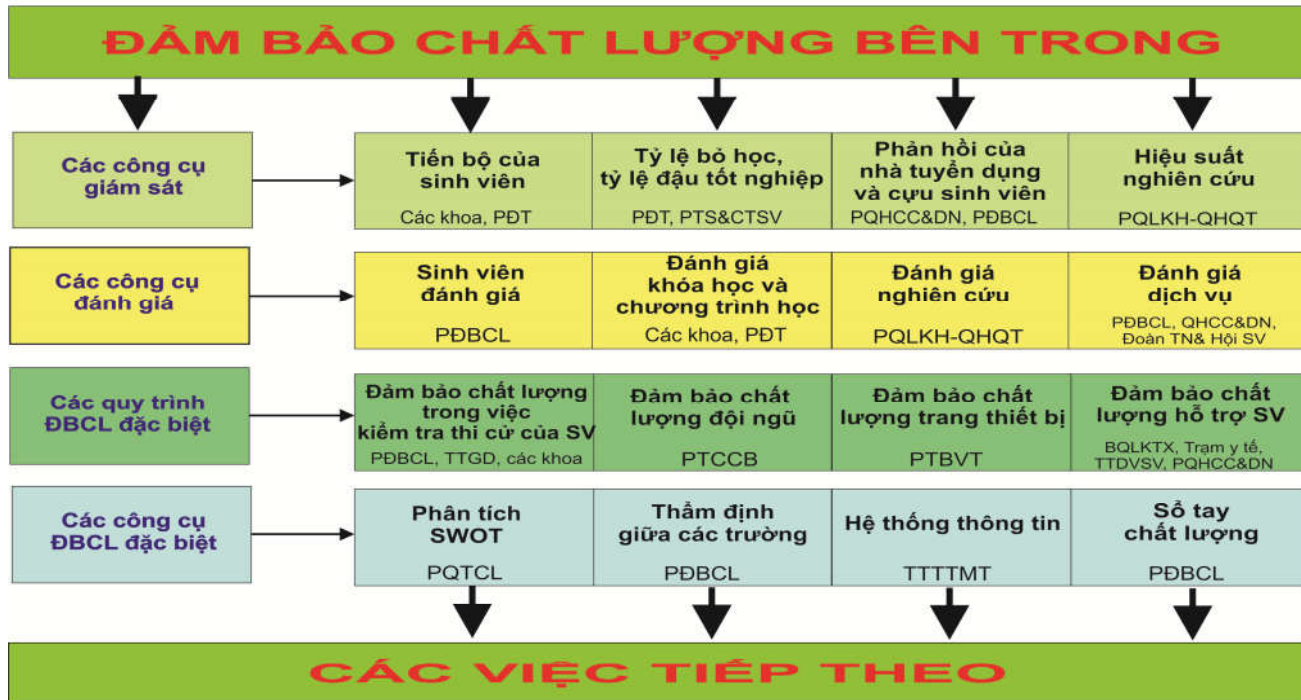 ĐẢM BẢO CHẤT LƯỢNG BÊN TRONG
Các công cụ
giám sát
Tiến bộ của
sinh viên
Các khoa, PĐT
Tỷ lệ bỏ học,
tỷ lệ đậu tốt nghiệp
PĐT, PTS&CTSV
Phản hồi của
nhà tuyển dụng
và cựu sinh viên
PQHCC&DN, PĐBCL
Hiệu suất
nghiên cứu
PQLKH-QHQT
Các công cụ
đánh giá
Sinh viên
đánh giá
PĐBCL
Đánh giá
khóa học và
chương trình học
Các khoa, PĐT
Đánh giá
nghiên cứu
PQLKH-QHQT
Đánh giá
dịch vụ
PĐBCL, QHCC&DN,
Đoàn TN& Hội SV
Các quy trình
ĐBCL đặc biệt
Đảm bảo chất lượng
trong việc
kiểm tra thi cử của SV
PĐBCL, TTGD, các khoa
Đảm bảo chất
lượng đội ngũ
PTCCB
Đảm bảo chất
lượng trang thiết bị
PTBVT
Đảm bảo chất
lượng hỗ trợ SV
BQLKTX, Trạm y tế,
TTDVSV, PQHCC&DN
Các công cụ
ĐBCL đặc biệt
Phân tích
SWOT
PQTCL
Thẩm định
giữa các trường
PĐBCL
Hệ thống thông tin
TTTTMT
Sổ tay
chất lượng
PĐBCL
CÁC VIỆC TIẾP THEO